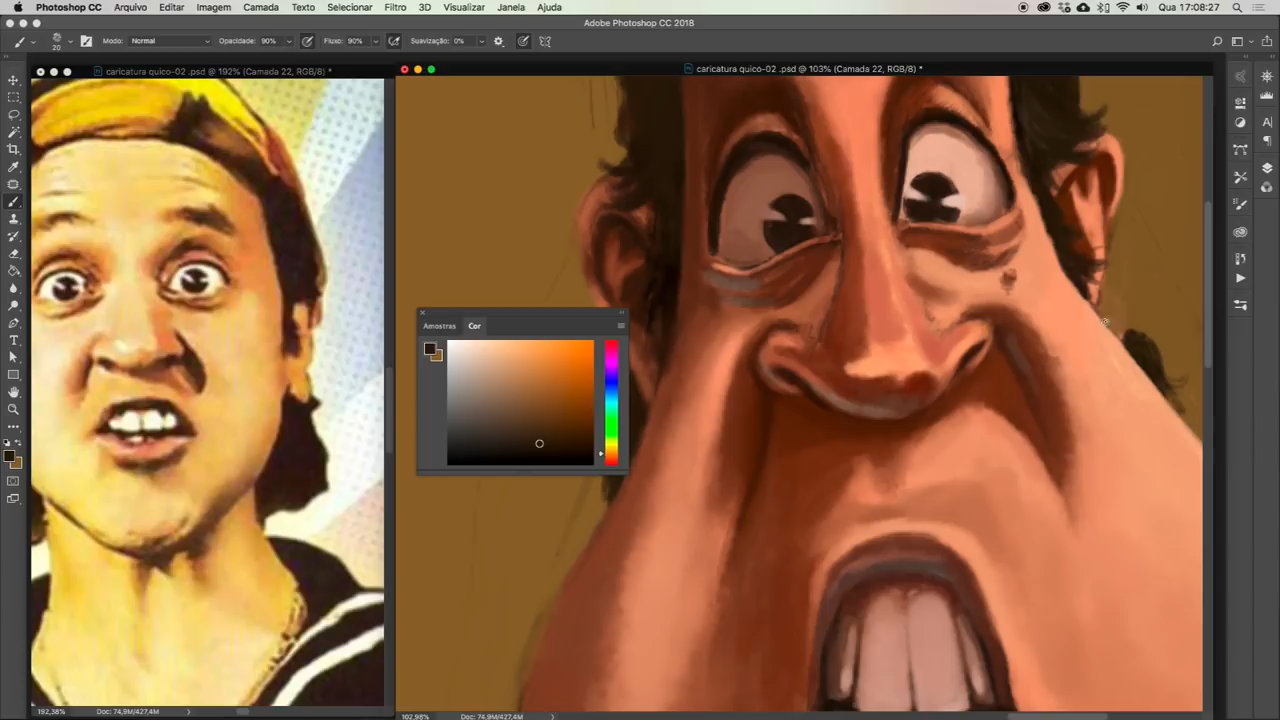 Photoshop CC Arquivo Editar Imagem Camada Texto Selecionar Filtro 3D Visualizar Janela Ajuda Qua 17:08:27
Adobe Photoshop CC 2018
20 Modo: Normal Opacidade: 90% Fluxo: 90% Suavização: 0%
caricatura quico-02 .psd @ 192% (Camada 22, RGB/8) *
caricatura quico-02 .psd @ 103% (Camada 22, RGB/8) *
Amostras Cor
192,38% Doc: 74,9M/427,4M
102,98% Doc: 74,9M/427,4M